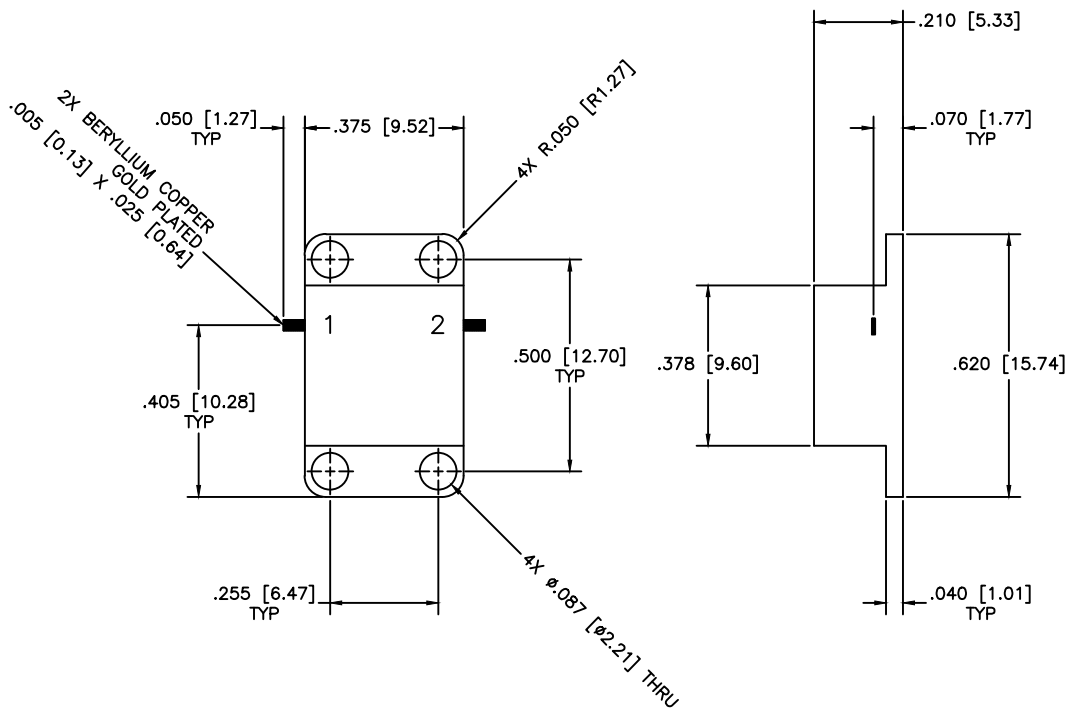 .210 [5.33]
2X BERYLLIUM COPPER
GOLD PLATED
.005 [0.13] X .025 [0.64]
.050 [1.27]
TYP
.375 [9.52]
4X R.050 [R1.27]
.070 [1.77]
TYP
1
2
.500 [12.70]
TYP
.378 [9.60]
.620 [15.74]
.405 [10.28]
TYP
.255 [6.47]
TYP
4X ø.087 [ø2.21] THRU
.040 [1.01]
TYP